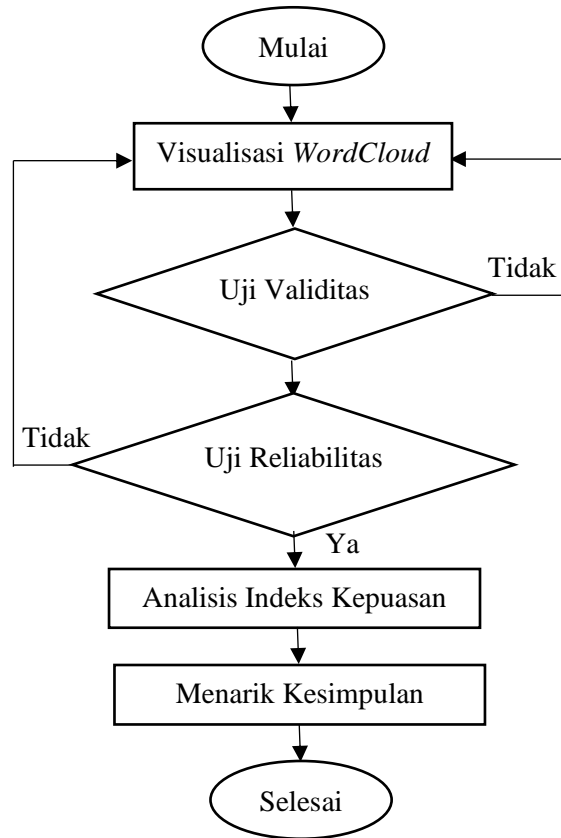 Mulai
Visualisasi WordCloud
Uji Validitas
Tidak
Uji Reliabilitas
Tidak
Ya
Analisis Indeks Kepuasan
Menarik Kesimpulan
Selesai